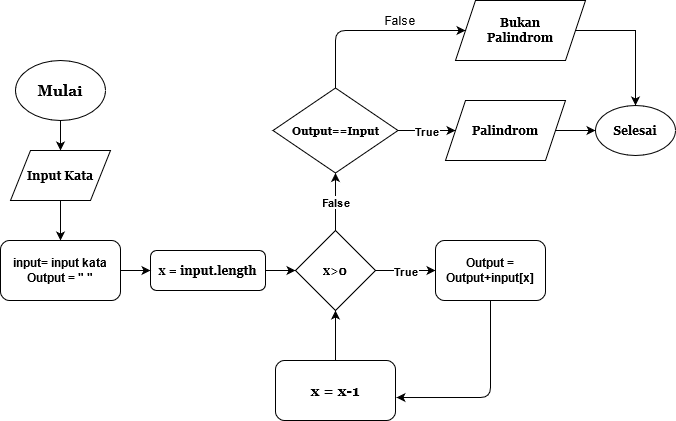 Mulai
Input Kata
input= input kata
Output = " "
x = input.length
x>0
True
Output =
Output+input[x]
x = x-1
False
Output==Input
True
Palindrom
False
Bukan
Palindrom
Selesai